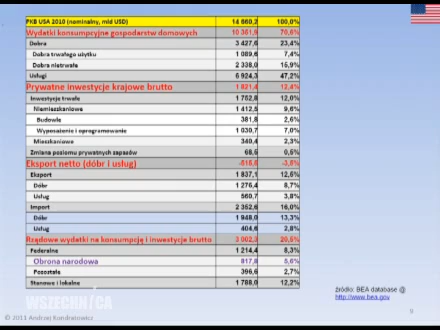 PKB USA 2010 (nominalny, mld USD) 14 660,2 100,0%
Wydatki konsumpcyjne gospodarstw domowych 10 351,9 70,6%
Dobra 3 427,6 23,4%
Dobra trwałego użytku 1 089,6 7,4%
Dobra nietrwałe 2 338,0 15,9%
Usługi 6 924,3 47,2%
Prywatne inwestycje krajowe brutto 1 821,4 12,4%
Inwestycje trwałe 1 752,8 12,0%
Niemieszkaniowe 1 412,5 9,6%
Budowle 381,8 2,6%
Wyposażenie i oprogramowanie 1 030,7 7,0%
Mieszkaniowe 340,4 2,3%
Zmiana poziomu prywatnych zapasów 68,6 0,5%
Eksport netto (dóbr i usług) -515,5 -3,5%
Eksport 1 837,1 12,5%
Dóbr 1 276,4 8,7%
Usług 560,7 3,8%
Import 2 352,6 16,0%
Dóbr 1 948,0 13,3%
Usług 404,6 2,8%
Rządowe wydatki na konsumpcję i inwestycje brutto 3 002,3 20,5%
Federalne 1 214,4 8,3%
Obrona narodowa 817,8 5,6%
Pozostałe 396,6 2,7%
Stanowe i lokalne 1 788,0 12,2%
źródło: BEA database @
http://www.bea.gov
WSZECHNICA
9
© 2011 Andrzej Kondratowicz